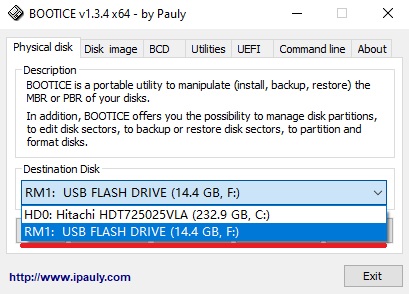 BOOTICE v1.3.4 x64 - by Pauly
Physical disk Disk image BCD Utilities UEFI Command line About
Description
BOOTICE is a portable utility to manipulate (install, backup, restore) the
MBR or PBR of your disks.
In addition, BOOTICE offers you the possibility to manage disk partitions,
to edit disk sectors, to backup or restore disk sectors, to partition and
format disks.
Destination Disk
RM1: USB FLASH DRIVE (14.4 GB, F:)
HD0: Hitachi HDT725025VLA (232.9 GB, C:)
RM1: USB FLASH DRIVE (14.4 GB, F:)
http://www.ipauly.com
Exit